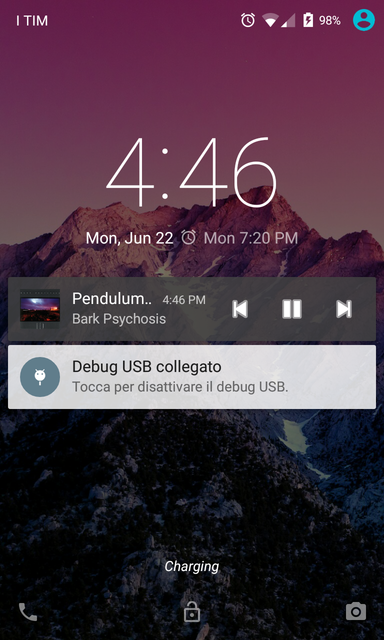 I TIM
98%
4:46
Mon, Jun 22 Mon 7:20 PM
Pendulum.. 4:46 PM
Bark Psychosis
Debug USB collegato
Tocca per disattivare il debug USB.
Charging